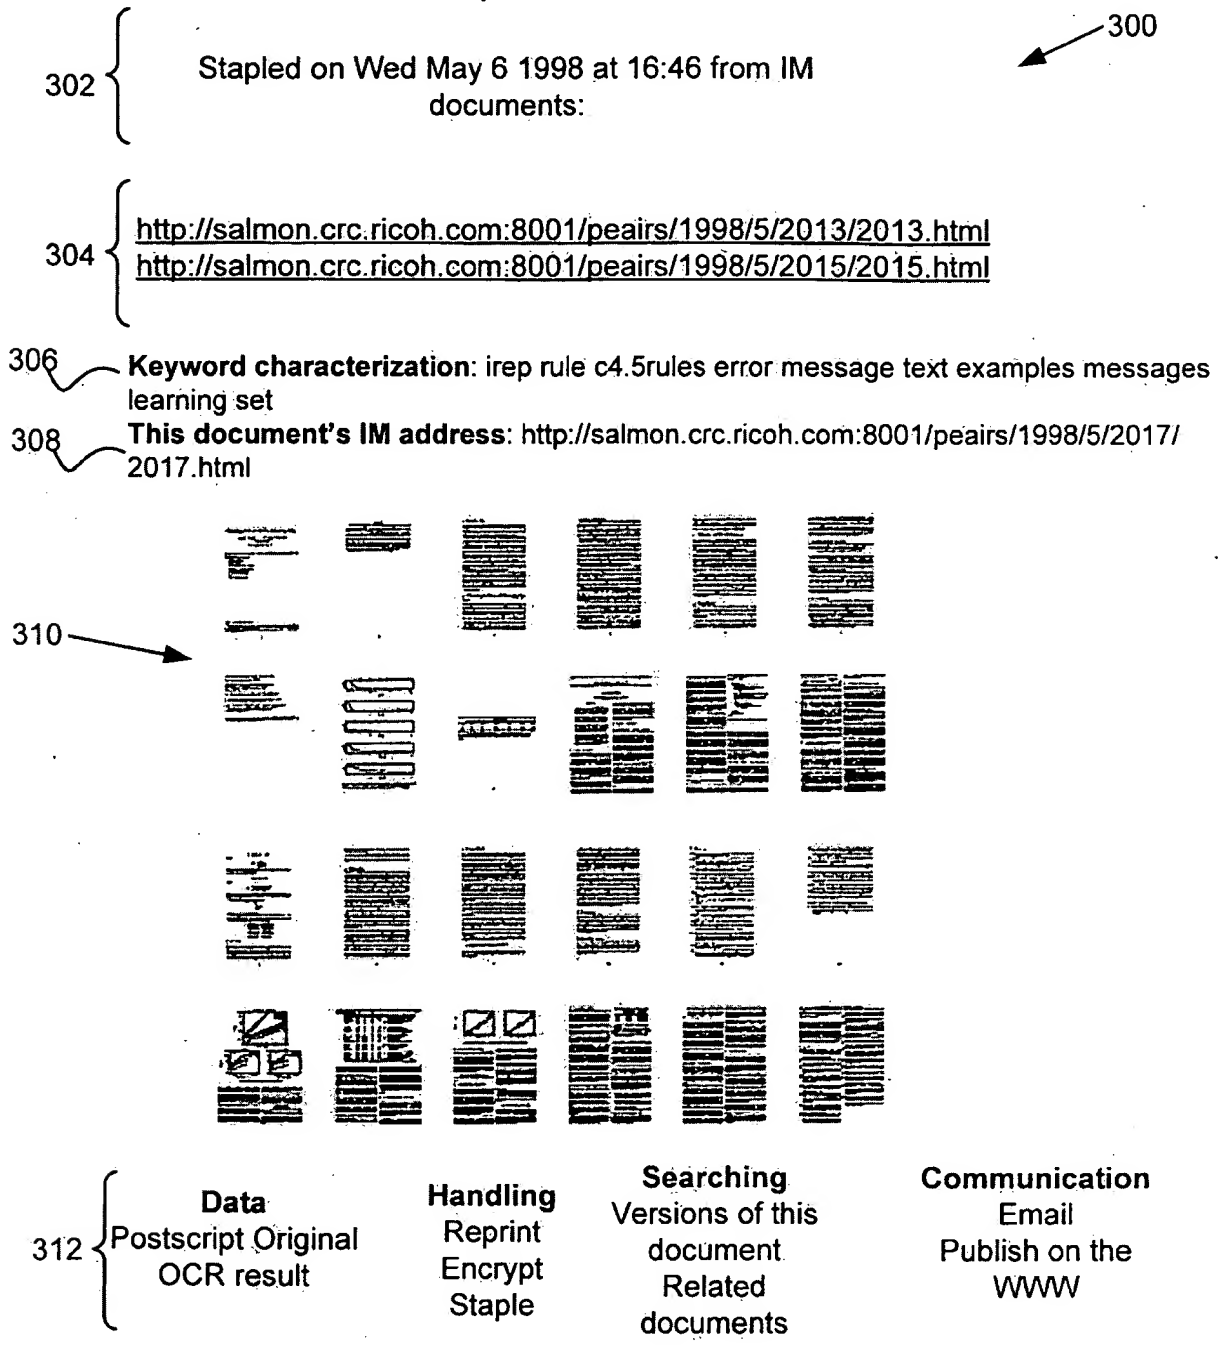 300
302
Stapled on Wed May 6 1998 at 16:46 from IM
documents:
304
http://salmon.crc.ricoh.com:8001/peairs/1998/5/2013/2013.html
http://salmon.crc.ricoh.com:8001/peairs/1998/5/2015/2015.html
306
Keyword characterization: irep rule c4.5rules error message text examples messages
learning set
308
This document's IM address: http://salmon.crc.ricoh.com:8001/peairs/1998/5/2017/
2017.html
310
312
Data
Postscript Original
OCR result
Handling
Reprint
Encrypt
Staple
Searching
Versions of this
document
Related
documents
Communication
Email
Publish on the
WWW